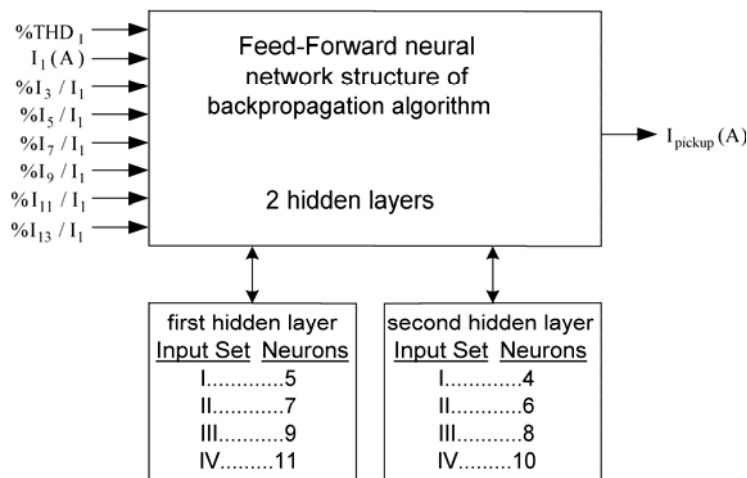 %THD I
I1 (A)
%I3 / I1
%I5 / I1
%I7 / I1
%I9 / I1
%I11 / I1
%I13 / I1
Feed-Forward neural
network structure of
backpropagation algorithm
2 hidden layers
Ipickup (A)
first hidden layer
Input Set Neurons
I.............5
II............7
III...........9
IV.........11
second hidden layer
Input Set Neurons
I............4
II...........6
III..........8
IV........10